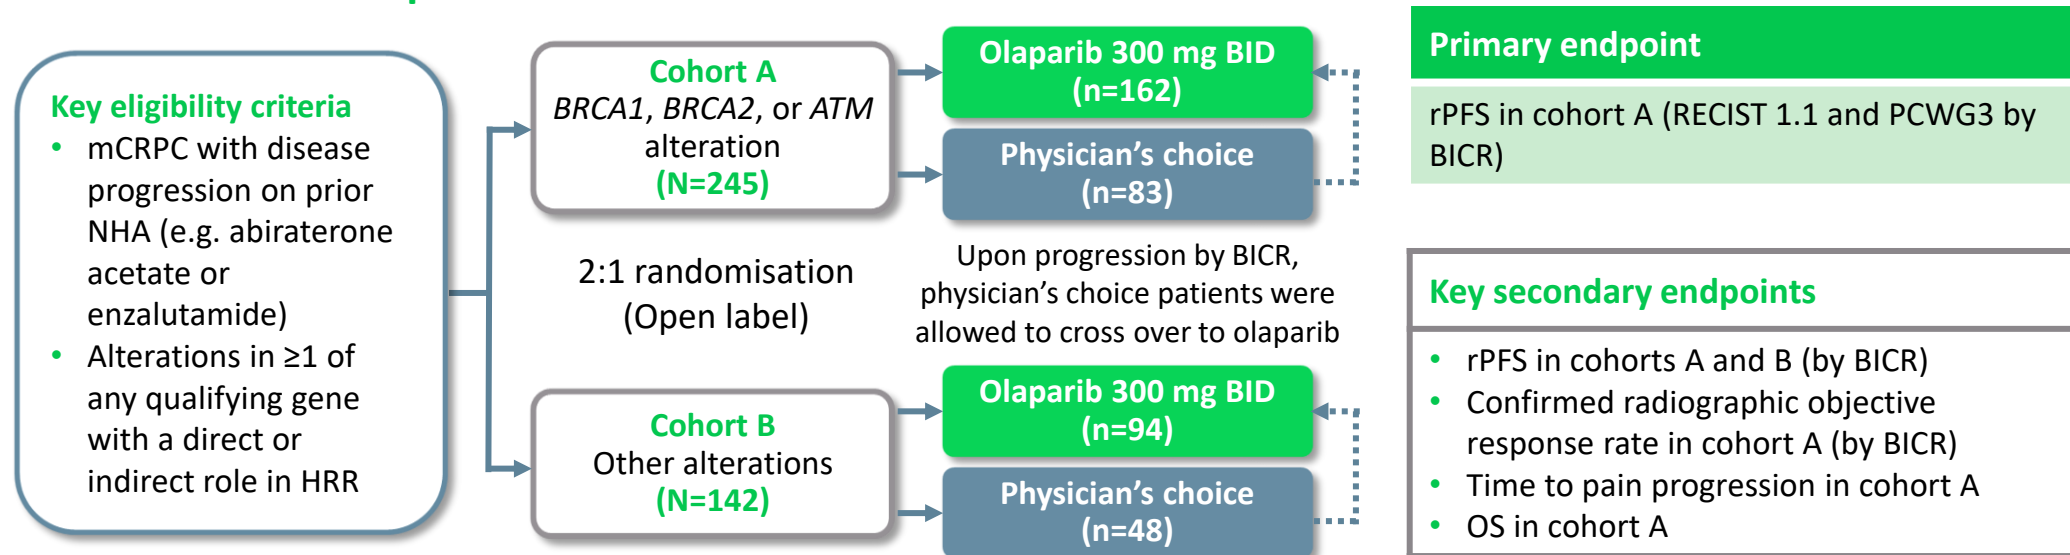 Key eligibility criteria
• mCRPC with disease
progression on prior
NHA (e.g. abiraterone
acetate or
enzalutamide)
• Alterations in ≥1 of
any qualifying gene
with a direct or
indirect role in HRR
Cohort A
BRCA1, BRCA2, or ATM
alteration
(N=245)
2:1 randomisation
(Open label)
Cohort B
Other alterations
(N=142)
Olaparib 300 mg BID
(n=162)
Physician’s choice
(n=83)
Upon progression by BICR,
physician’s choice patients were
allowed to cross over to olaparib
Olaparib 300 mg BID
(n=94)
Physician’s choice
(n=48)
Primary endpoint
rPFS in cohort A (RECIST 1.1 and PCWG3 by
BICR)
Key secondary endpoints
• rPFS in cohorts A and B (by BICR)
• Confirmed radiographic objective
response rate in cohort A (by BICR)
• Time to pain progression in cohort A
• OS in cohort A